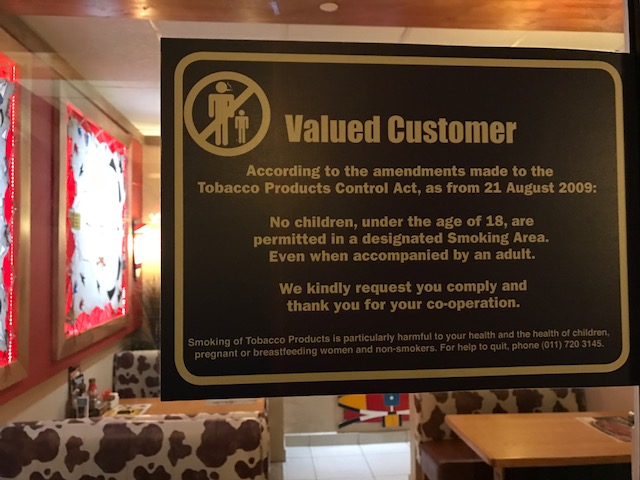 Valued Customer
According to the amendments made to the
Tobacco Products Control Act, as from 21 August 2009:
No children, under the age of 18, are
permitted in a designated Smoking Area.
Even when accompanied by an adult.
We kindly request you comply and
thank you for your co-operation.
Smoking of Tobacco Products is particularly harmful to your health and the health of children,
pregnant or breastfeeding women and non-smokers. For help to quit, phone (011) 720 3145.